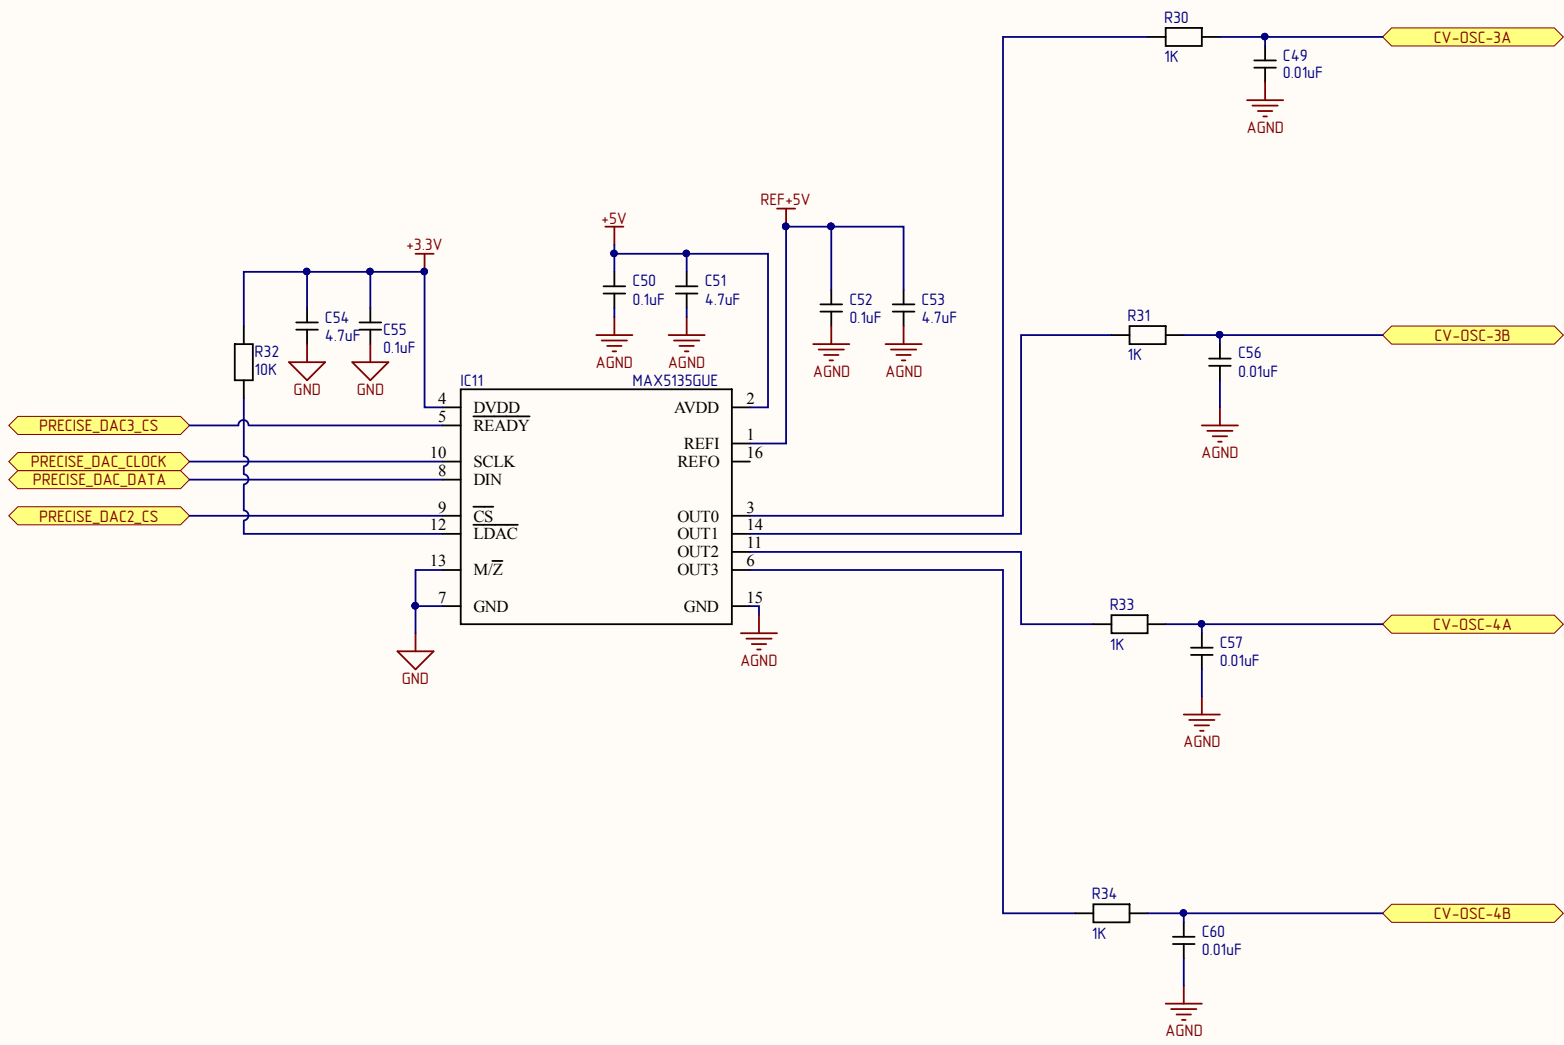 R30
1K
C49
0.01uF
AGND
CV-OSC-3A
REF+5V
+5V
+3.3V
C50
0.1uF
C51
4.7uF
AGND
AGND
C52
0.1uF
C53
4.7uF
AGND
AGND
C54
4.7uF
C55
0.1uF
GND
GND
R32
10K
R31
1K
C56
0.01uF
AGND
CV-OSC-3B
IC11
MAX5135GUE
PRECISE_DAC3_CS
PRECISE_DAC_CLOCK
PRECISE_DAC_DATA
PRECISE_DAC2_CS
4 DVDD
5 READY
10 SCLK
8 DIN
9 CS
12 LDAC
13 M/Z
7 GND
AVDD 2
REFI 1
REFO 16
OUT0 3
OUT1 14
OUT2 11
OUT3 6
GND 15
GND
AGND
R33
1K
C57
0.01uF
AGND
CV-OSC-4A
R34
1K
C60
0.01uF
AGND
CV-OSC-4B